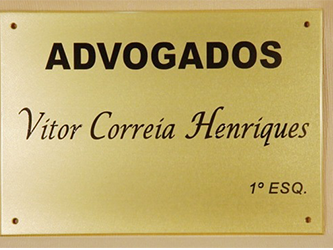 ADVOGADOS
Vitor Correia Henriques
1º ESQ.